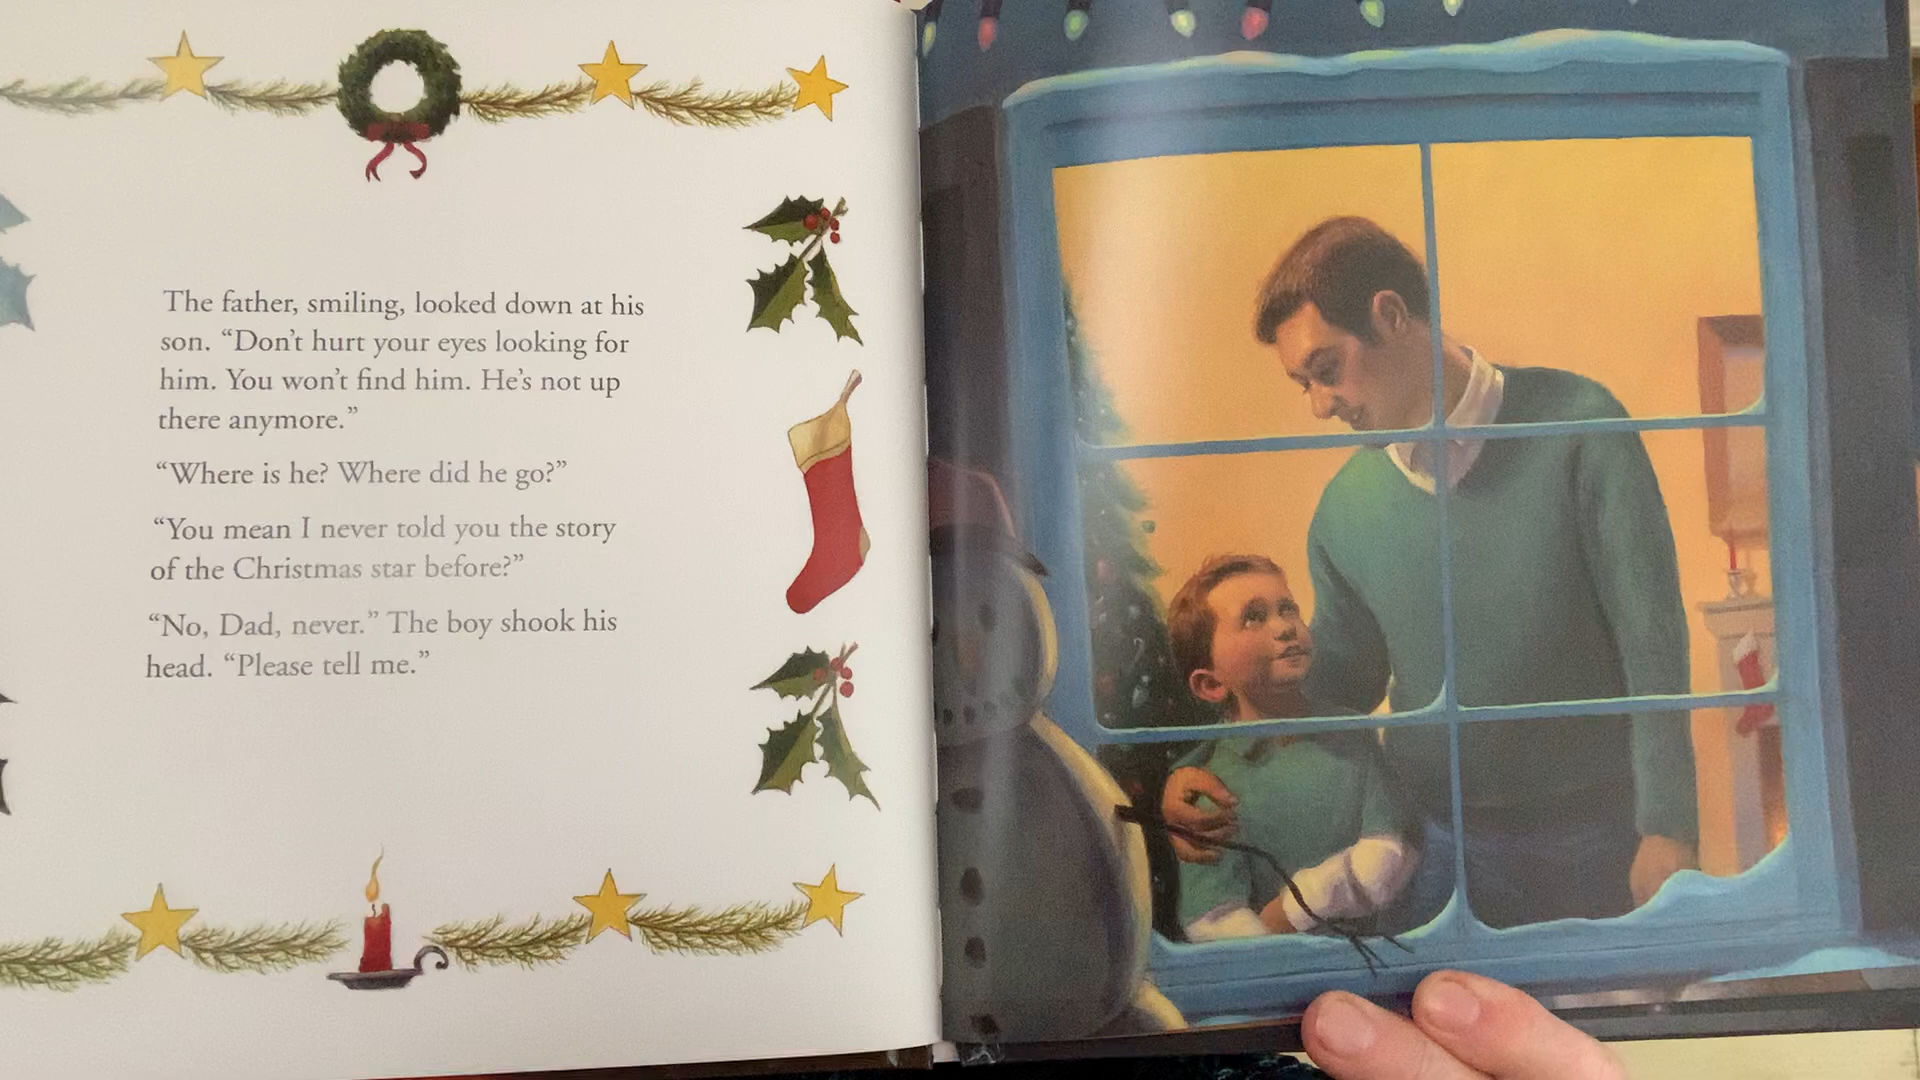 The father, smiling, looked down at his
son. “Don’t hurt your eyes looking for
him. You won’t find him. He’s not up
there anymore.”
“Where is he? Where did he go?”
“You mean I never told you the story
of the Christmas star before?”
“No, Dad, never.” The boy shook his
head. “Please tell me.”